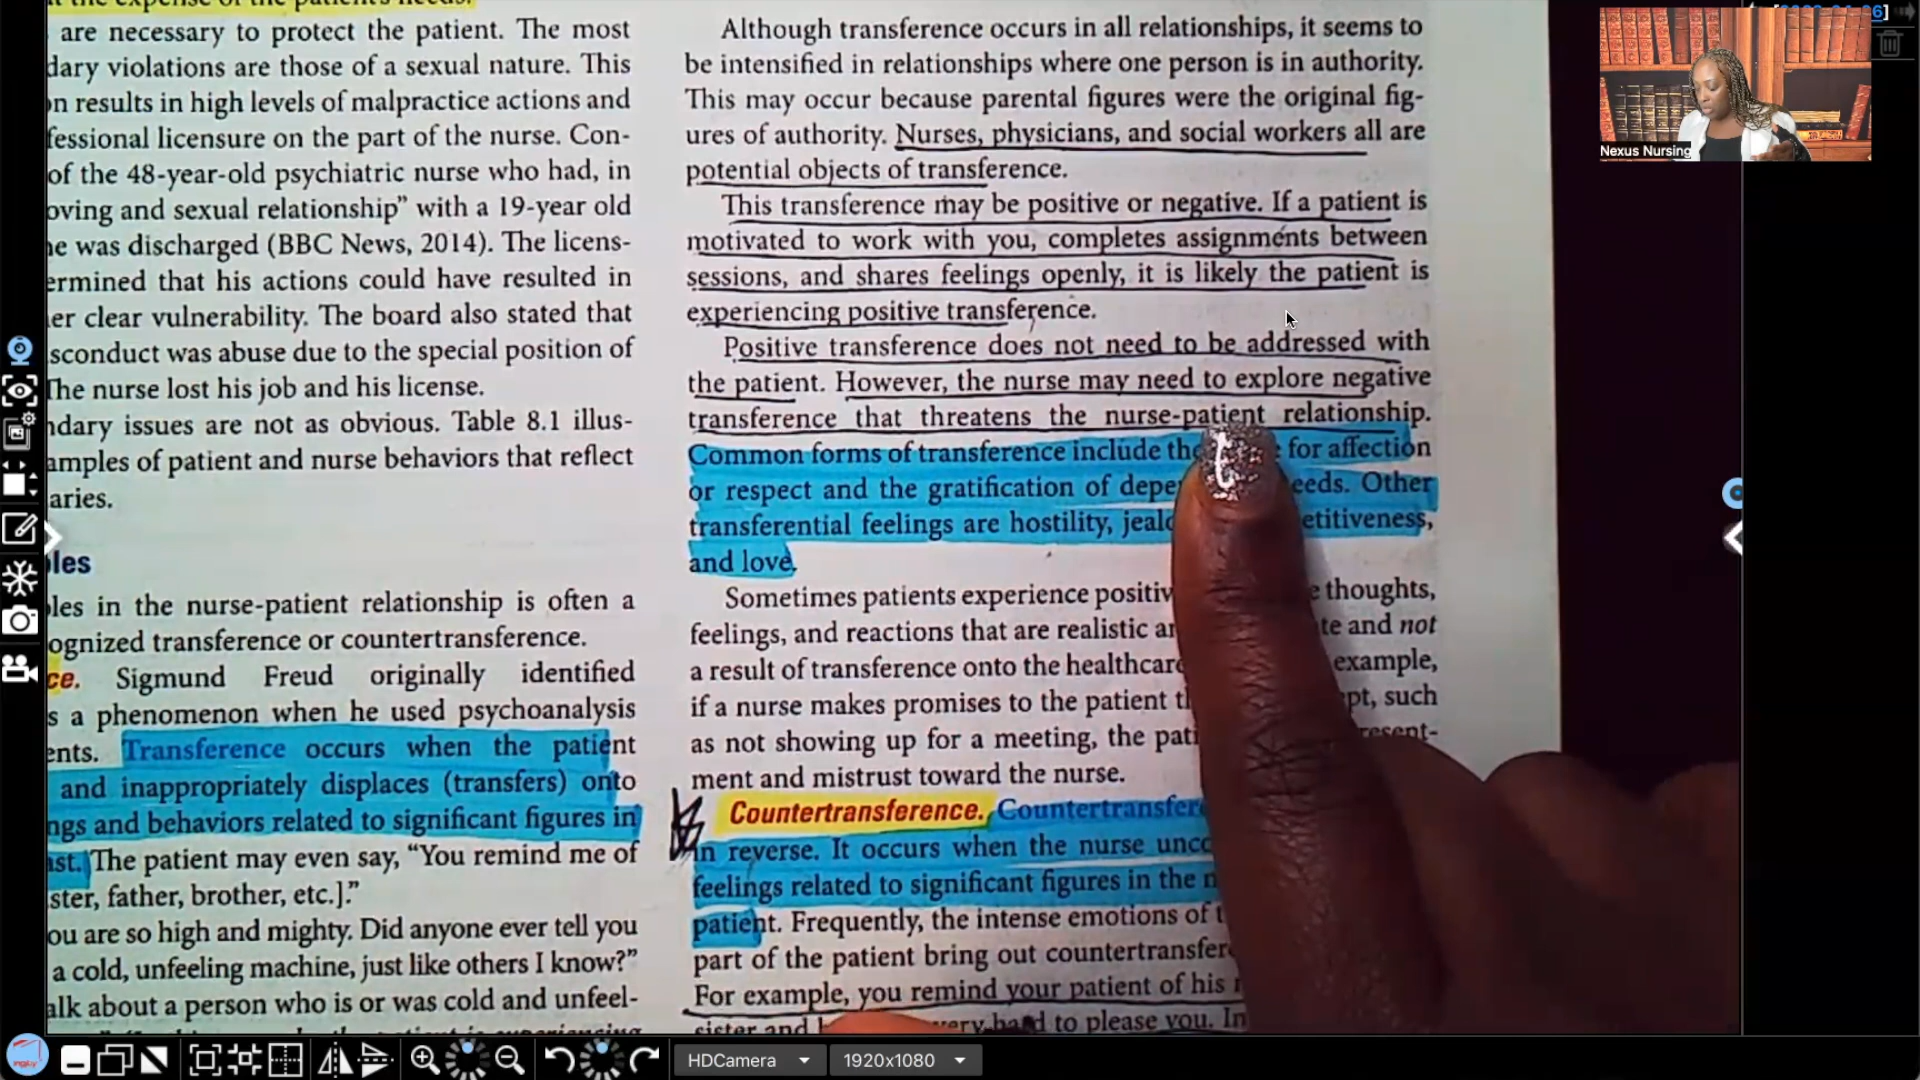 are necessary to protect the patient. The most
dary violations are those of a sexual nature. This
on results in high levels of malpractice actions and
fessional licensure on the part of the nurse. Con-
of the 48-year-old psychiatric nurse who had, in
oving and sexual relationship” with a 19-year old
e was discharged (BBC News, 2014). The licens-
ermined that his actions could have resulted in
er clear vulnerability. The board also stated that
sconduct was abuse due to the special position of
The nurse lost his job and his license.
ndary issues are not as obvious. Table 8.1 illus-
amples of patient and nurse behaviors that reflect
aries.
les
les in the nurse-patient relationship is often a
ognized transference or countertransference.
ce. Sigmund Freud originally identified
s a phenomenon when he used psychoanalysis
ents. Transference occurs when the patient
and inappropriately displaces (transfers) onto
ngs and behaviors related to significant figures in
ast. The patient may even say, “You remind me of
ster, father, brother, etc.].”
ou are so high and mighty. Did anyone ever tell you
a cold, unfeeling machine, just like others I know?”
alk about a person who is or was cold and unfeel-
Although transference occurs in all relationships, it seems to
be intensified in relationships where one person is in authority.
This may occur because parental figures were the original fig-
ures of authority. Nurses, physicians, and social workers all are
potential objects of transference.
This transference may be positive or negative. If a patient is
motivated to work with you, completes assignments between
sessions, and shares feelings openly, it is likely the patient is
experiencing positive transference.
Positive transference does not need to be addressed with
the patient. However, the nurse may need to explore negative
transference that threatens the nurse-patient relationship.
Common forms of transference include the for affection
or respect and the gratification of depe eeds. Other
transferential feelings are hostility, jealo etitiveness,
and love.
Sometimes patients experience positiv e thoughts,
feelings, and reactions that are realistic a te and not
a result of transference onto the healthcare example,
if a nurse makes promises to the patient t pt, such
as not showing up for a meeting, the pati resent-
ment and mistrust toward the nurse.
Countertransference. Countertransfer
in reverse. It occurs when the nurse unco
feelings related to significant figures in the n
patient. Frequently, the intense emotions of t
part of the patient bring out countertransfer
For example, you remind your patient of his
sister and very hard to please you. In
Nexus Nursing
HDCamera
1920x1080